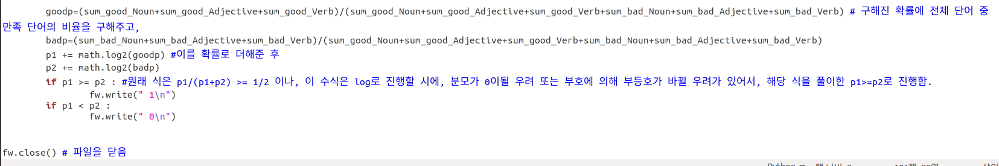 goodp=(sum_good_Noun+sum_good_Adjective+sum_good_Verb)/(sum_good_Noun+sum_good_Adjective+sum_good_Verb+sum_bad_Noun+sum_bad_Adjective+sum_bad_Verb) # 구해진 확률에 전체 단어 중
만족 단어의 비율을 구해주고,
badp=(sum_bad_Noun+sum_bad_Adjective+sum_bad_Verb)/(sum_good_Noun+sum_good_Adjective+sum_good_Verb+sum_bad_Noun+sum_bad_Adjective+sum_bad_Verb)
p1 += math.log2(goodp) #이를 확률로 더해준 후
p2 += math.log2(badp)
if p1 >= p2 : #원래 식은 p1/(p1+p2) >= 1/2 이나, 이 수식은 log로 진행할 시에, 분모가 0이될 우려 또는 부호에 의해 부등호가 바뀔 우려가 있어서, 해당 식을 풀이한 p1>=p2로 진행함.
fw.write(" 1\n")
if p1 < p2 :
fw.write(" 0\n")
fw.close() # 파일을 닫음
Python